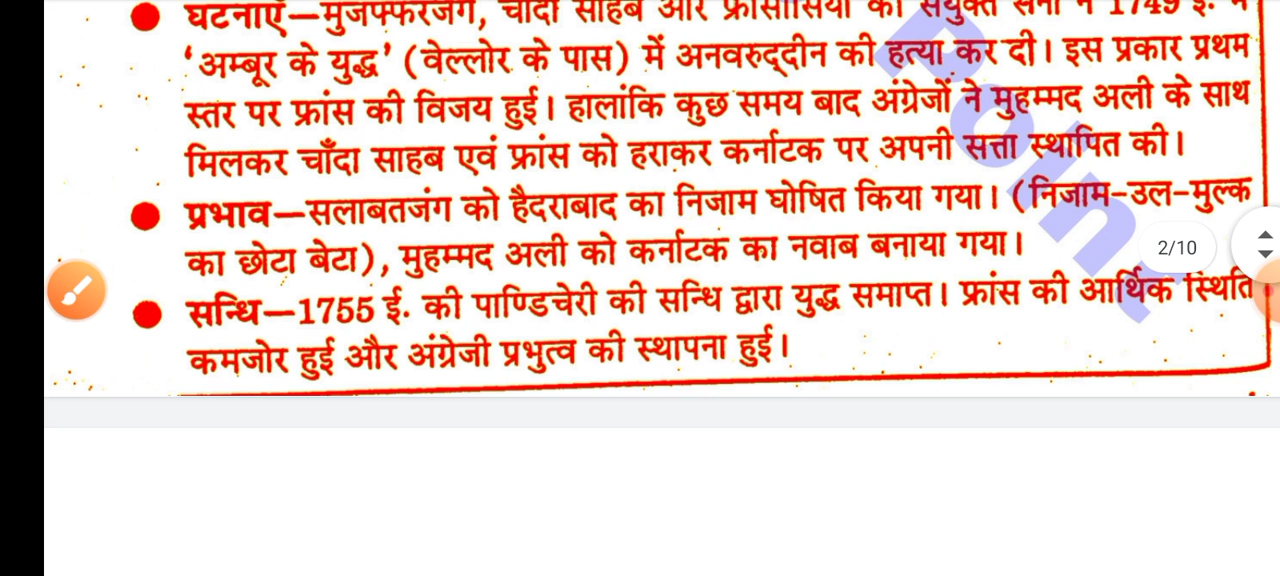 घटनाएँ—मुजफ्फरजंग, चाँदा साहब और फ्रांसीसियों की संयुक्त सेना ने 1749 ई. में
‘अम्बूर के युद्ध’ (वेल्लोर के पास) में अनवरुद्दीन की हत्या कर दी। इस प्रकार प्रथम
स्तर पर फ्रांस की विजय हुई। हालांकि कुछ समय बाद अंग्रेजों ने मुहम्मद अली के साथ
मिलकर चाँदा साहब एवं फ्रांस को हराकर कर्नाटक पर अपनी सत्ता स्थापित की।
प्रभाव—सलाबतजंग को हैदराबाद का निजाम घोषित किया गया। (निजाम-उल-मुल्क
का छोटा बेटा), मुहम्मद अली को कर्नाटक का नवाब बनाया गया।
सन्धि—1755 ई. की पाण्डिचेरी की सन्धि द्वारा युद्ध समाप्त। फ्रांस की आर्थिक स्थिति
कमजोर हुई और अंग्रेजी प्रभुत्व की स्थापना हुई।
Point
2/10